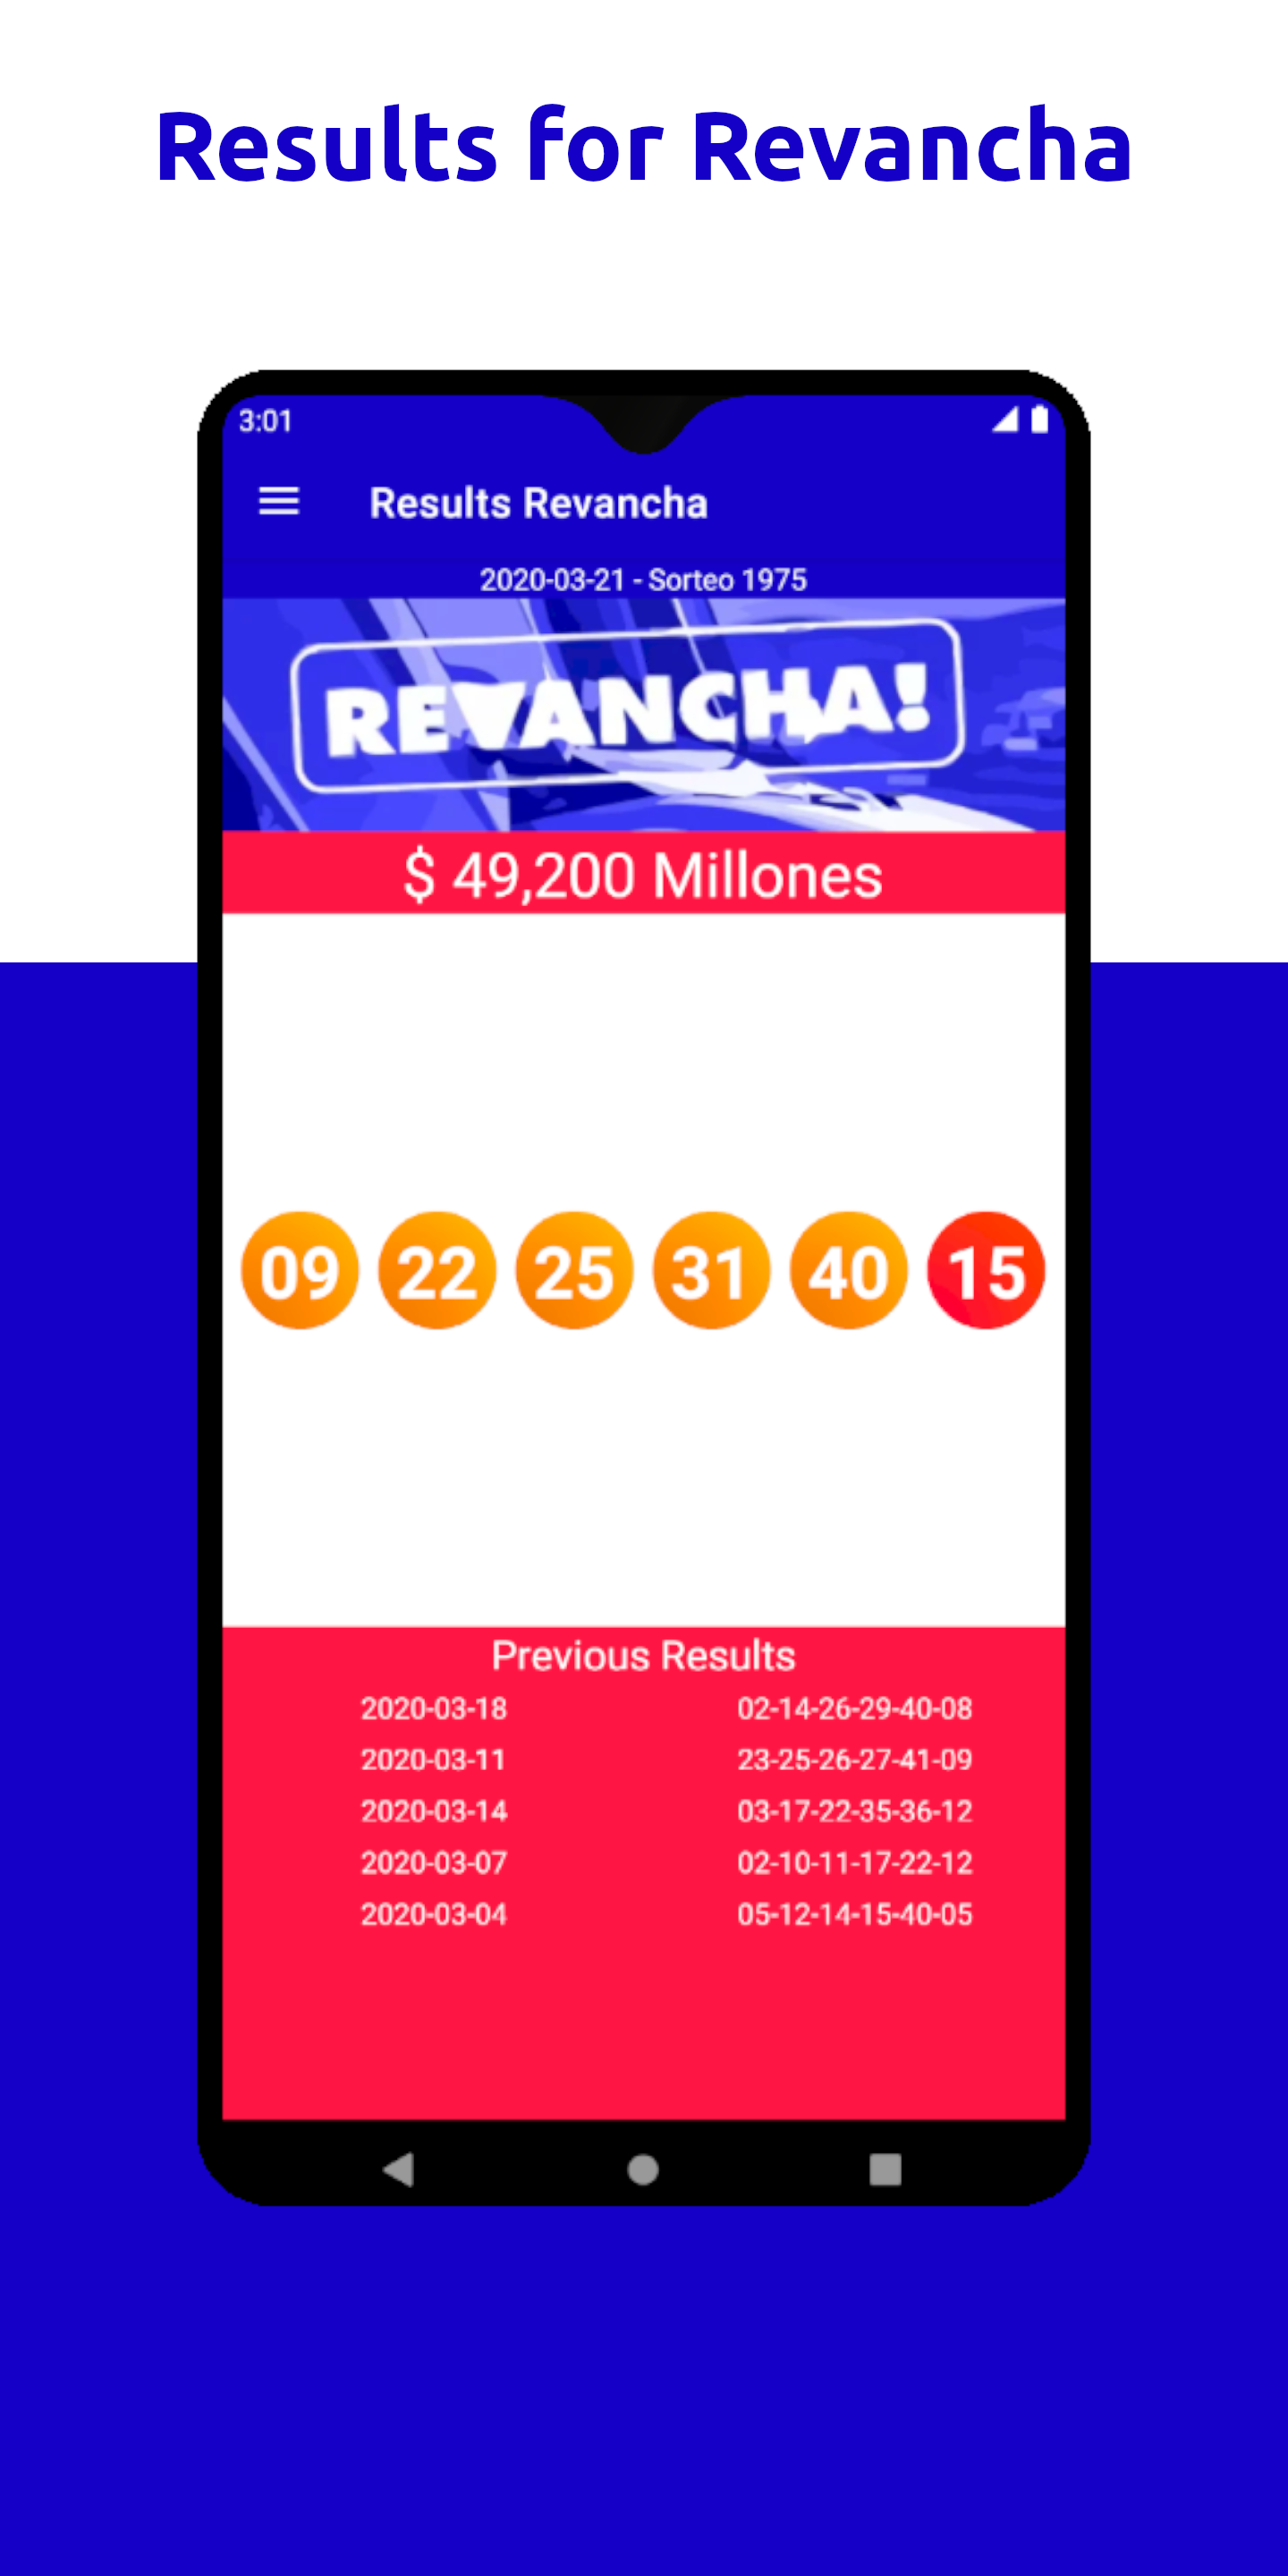 Results for Revancha
3:01
Results Revancha
2020-03-21 - Sorteo 1975
REVANCHA!
$ 49,200 Millones
09 22 25 31 40 15
Previous Results
2020-03-18 02-14-26-29-40-08
2020-03-11 23-25-26-27-41-09
2020-03-14 03-17-22-35-36-12
2020-03-07 02-10-11-17-22-12
2020-03-04 05-12-14-15-40-05